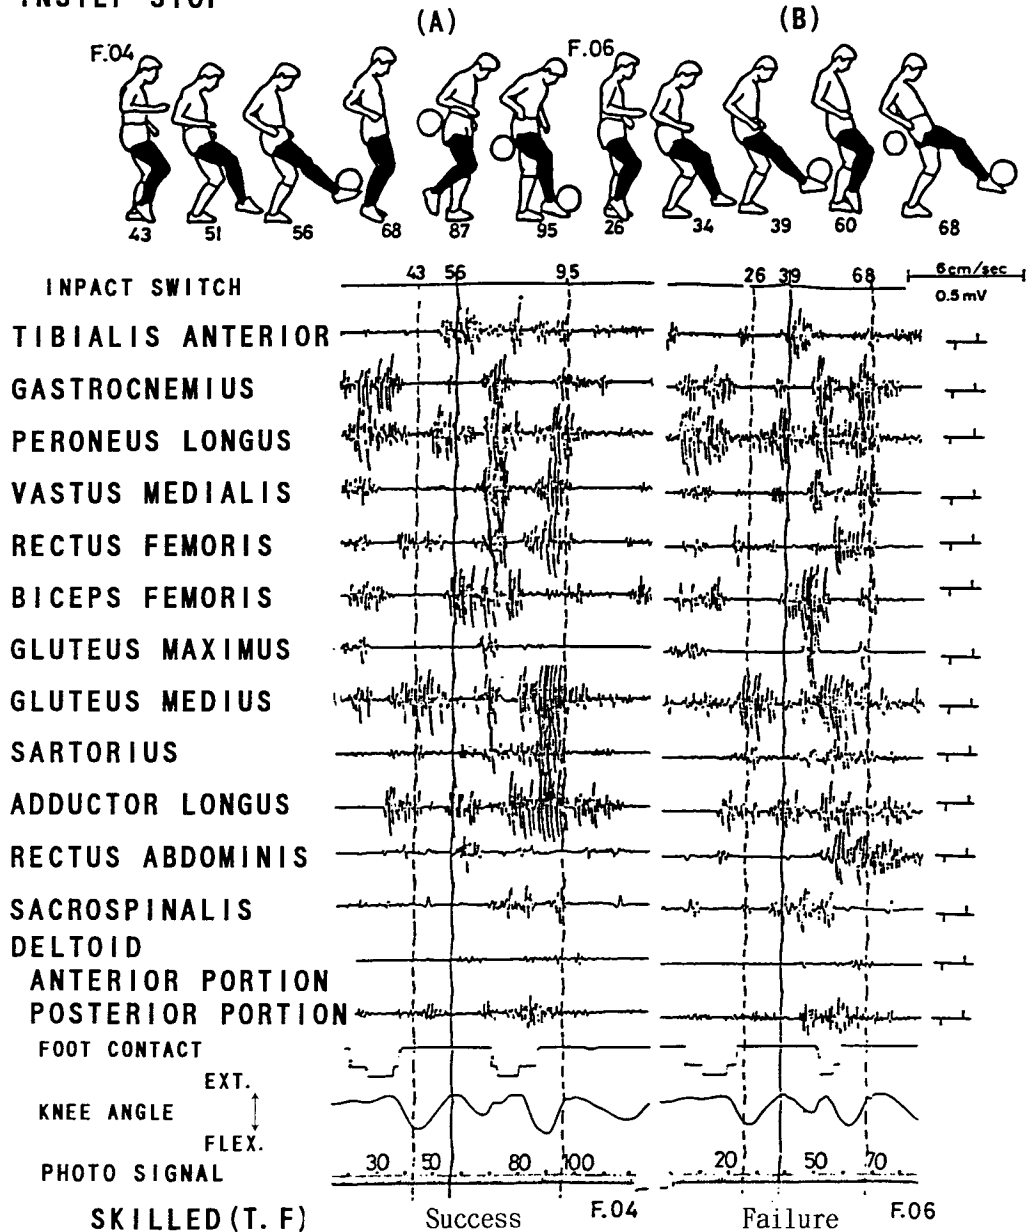 (A) (B)
F.04 F.06
43 51 56 68 87 95 26 34 39 60 68
43 56 95 26 39 68 6cm/sec
INPACT SWITCH 0.5mV
TIBIALIS ANTERIOR
GASTROCNEMIUS
PERONEUS LONGUS
VASTUS MEDIALIS
RECTUS FEMORIS
BICEPS FEMORIS
GLUTEUS MAXIMUS
GLUTEUS MEDIUS
SARTORIUS
ADDUCTOR LONGUS
RECTUS ABDOMINIS
SACROSPINALIS
DELTOID
ANTERIOR PORTION
POSTERIOR PORTION
FOOT CONTACT
EXT.
KNEE ANGLE
FLEX.
30 50 80 100 20 50 70
PHOTO SIGNAL
SKILLED (T. F) Success F.04 Failure F.06